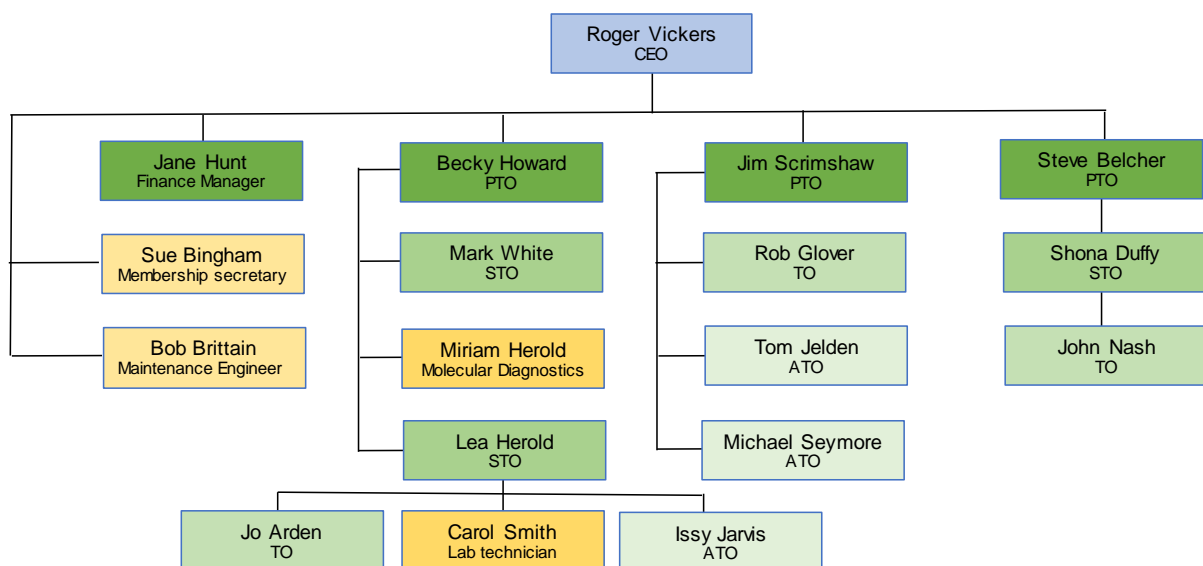 Roger Vickers
CEO
Jane Hunt
Finance Manager
Becky Howard
PTO
Jim Scrimshaw
PTO
Steve Belcher
PTO
Sue Bingham
Membership secretary
Mark White
STO
Rob Glover
TO
Shona Duffy
STO
Bob Brittain
Maintenance Engineer
Miriam Herold
Molecular Diagnostics
Tom Jelden
ATO
John Nash
TO
Lea Herold
STO
Michael Seymore
ATO
Jo Arden
TO
Carol Smith
Lab technician
Issy Jarvis
ATO